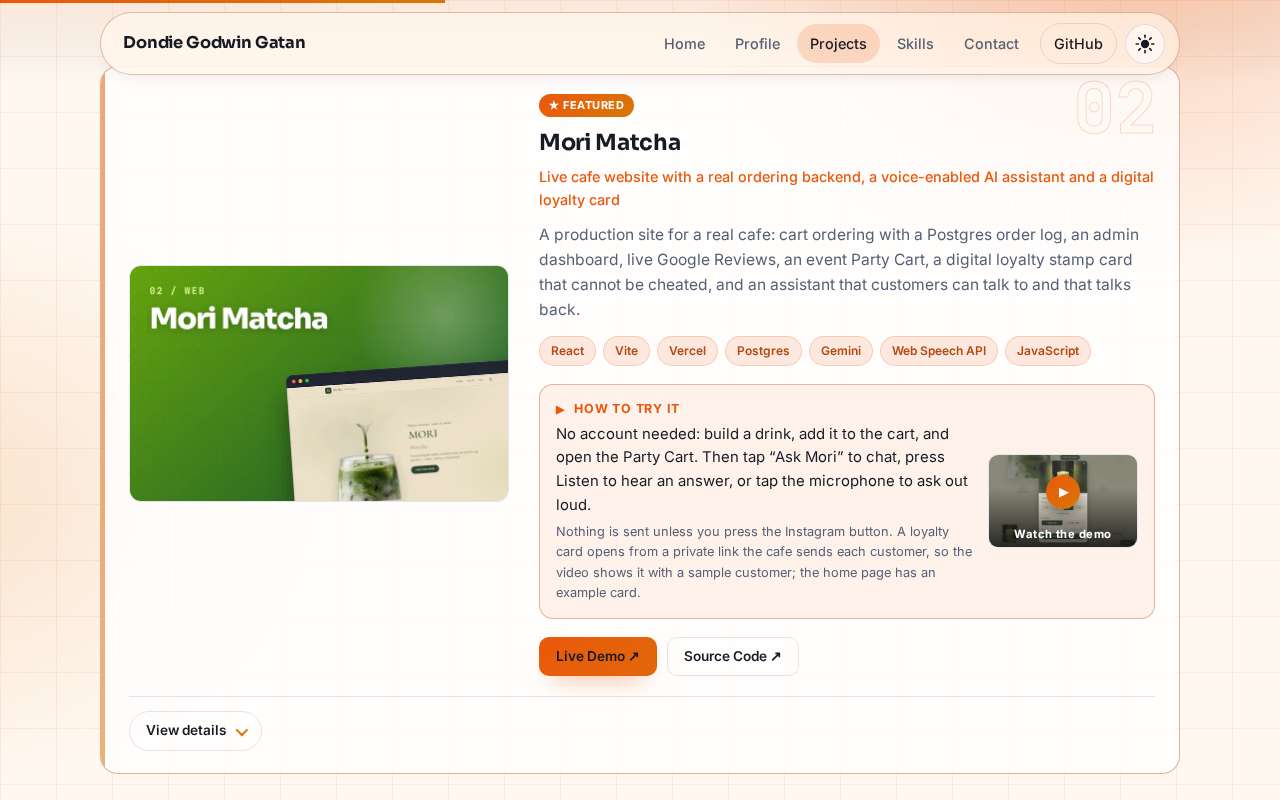 Dondie Godwin Gatan
Home
Profile
Projects
Skills
Contact
GitHub
02
★ FEATURED
Mori Matcha
Live cafe website with a real ordering backend, a voice-enabled AI assistant and a digital
loyalty card
A production site for a real cafe: cart ordering with a Postgres order log, an admin
dashboard, live Google Reviews, an event Party Cart, a digital loyalty stamp card
that cannot be cheated, and an assistant that customers can talk to and that talks
back.
React
Vite
Vercel
Postgres
Gemini
Web Speech API
JavaScript
02 / WEB
Mori Matcha
MORI
▶ HOW TO TRY IT
No account needed: build a drink, add it to the cart, and
open the Party Cart. Then tap “Ask Mori” to chat, press
Listen to hear an answer, or tap the microphone to ask out
loud.
Nothing is sent unless you press the Instagram button. A loyalty
card opens from a private link the cafe sends each customer, so the
video shows it with a sample customer; the home page has an
example card.
Watch the demo
Live Demo ↗
Source Code ↗
View details